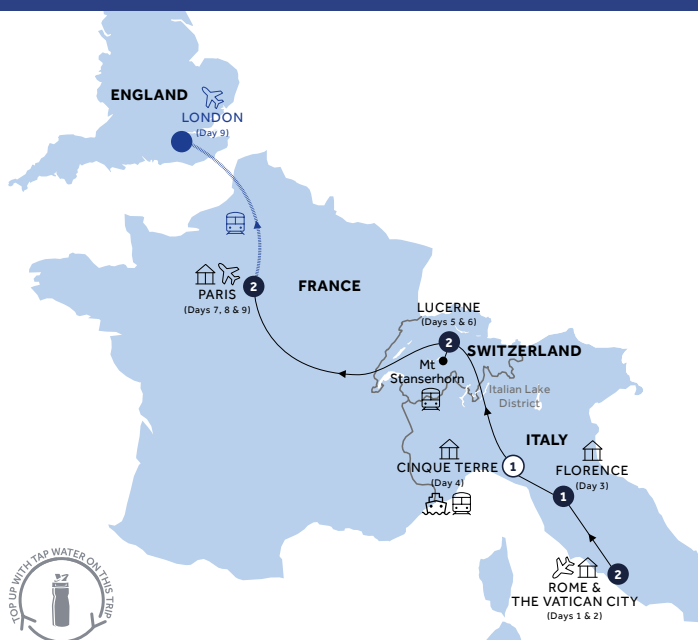 ENGLAND
LONDON
(Day 9)
PARIS
(Days 7, 8 & 9)
2
FRANCE
LUCERNE
(Days 5 & 6)
2
SWITZERLAND
Mt
Stanserhorn
Italian Lake
District
ITALY
CINQUE TERRE
(Day 4)
1
FLORENCE
(Day 3)
1
2
ROME &
THE VATICAN CITY
(Days 1 & 2)
TOP UP WITH TAP WATER ON THIS TRIP